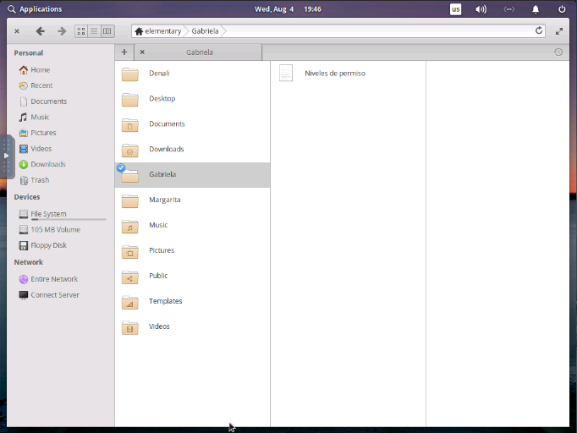 Applications
Wed, Aug 4 19:46
us
elementary Gabriela
Gabriela
Personal
Home
Recent
Documents
Music
Pictures
Videos
Downloads
Trash
Devices
File System
105 MB Volume
Floppy Disk
Network
Entire Network
Connect Server
Denali
Desktop
Documents
Downloads
Gabriela
Margarita
Music
Pictures
Public
Templates
Videos
Niveles de permiso